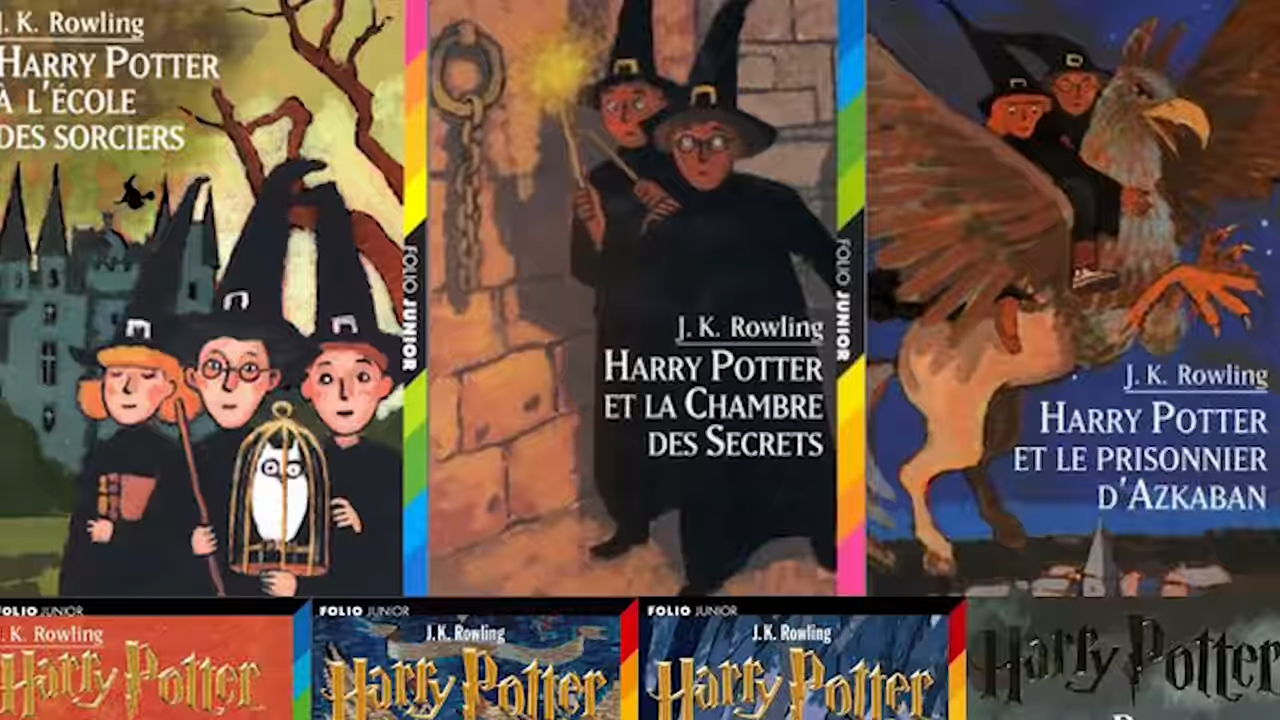 J. K. Rowling
HARRY POTTER
À L'ÉCOLE
DES SORCIERS
FOLIO JUNIOR
J. K. Rowling
HARRY POTTER
ET LA CHAMBRE
DES SECRETS
FOLIO JUNIOR
J. K. Rowling
HARRY POTTER
ET LE PRISONNIER
D'AZKABAN
FOLIO JUNIOR
J. K. Rowling
Harry Potter
FOLIO JUNIOR
J.K. Rowling
Harry Potter
FOLIO JUNIOR
J.K. Rowling
Harry Potter
Harry Potter